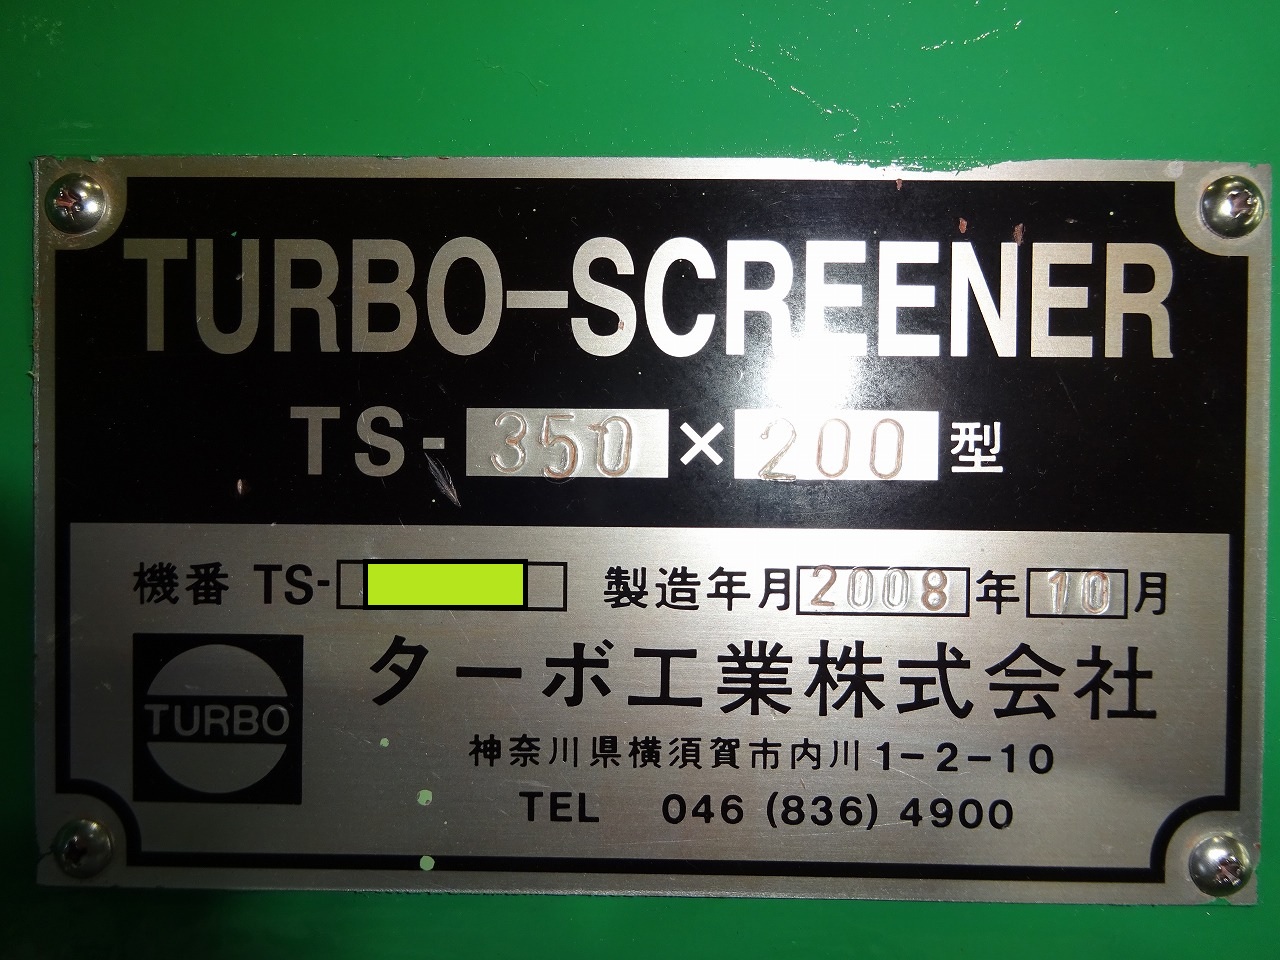 TURBO-SCREENER
TS-350×200型
機番 TS- 製造年月 2008年10月
ターボ工業株式会社
TURBO
神奈川県横須賀市内川1-2-10
TEL 046 (836) 4900